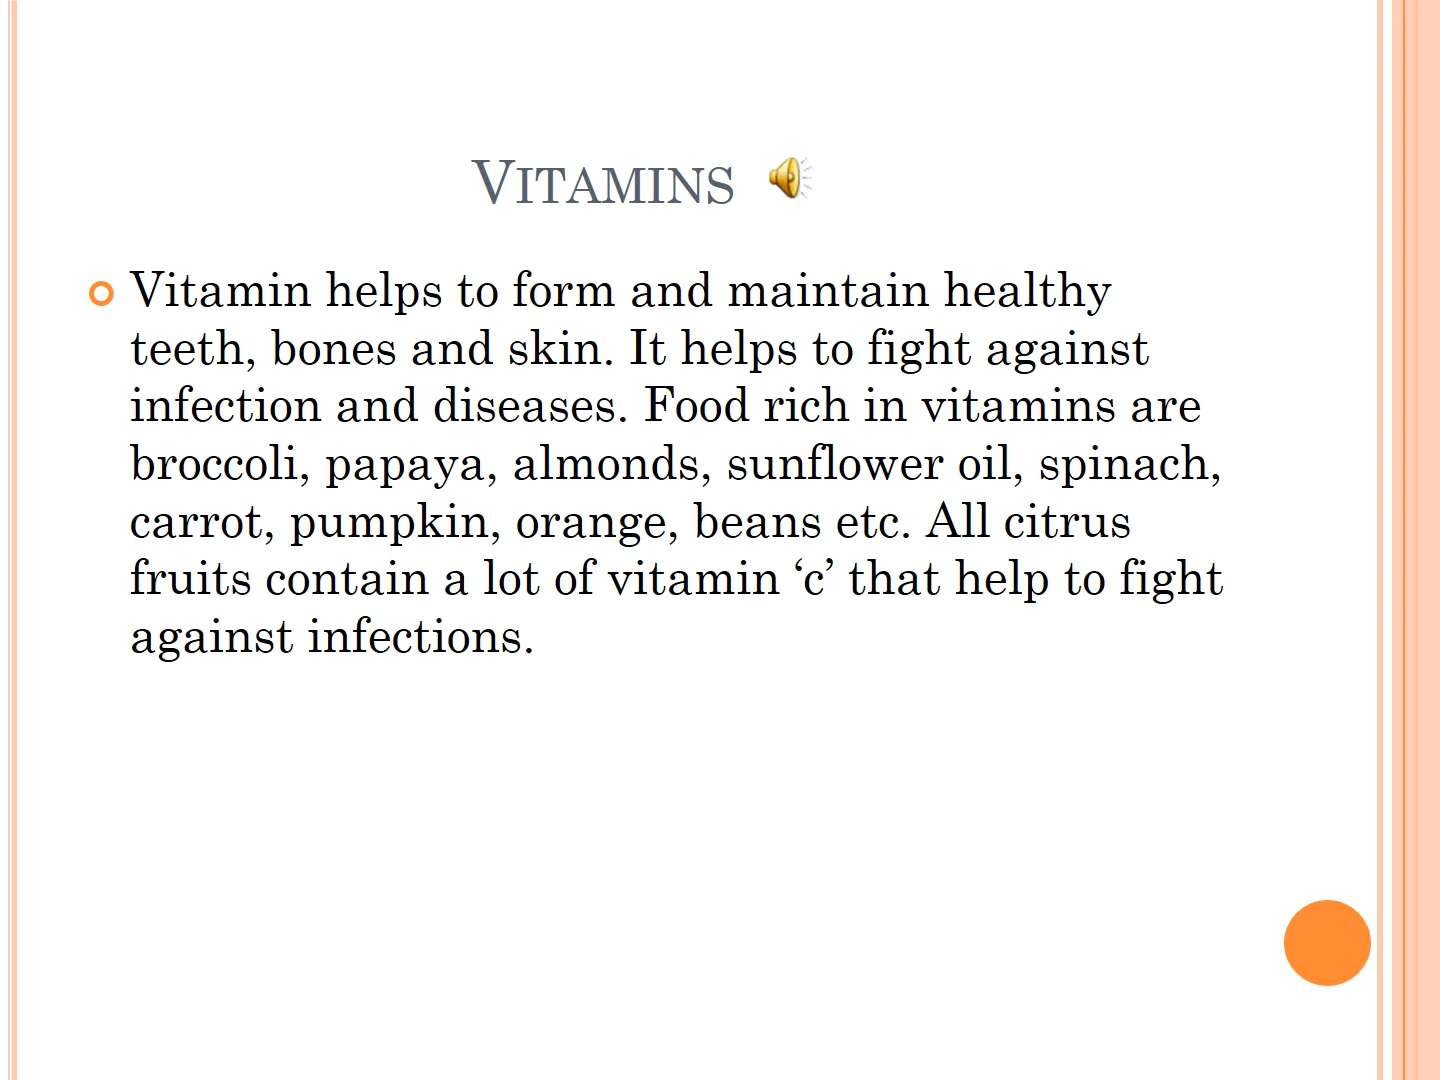 VITAMINS
Vitamin helps to form and maintain healthy
teeth, bones and skin. It helps to fight against
infection and diseases. Food rich in vitamins are
broccoli, papaya, almonds, sunflower oil, spinach,
carrot, pumpkin, orange, beans etc. All citrus
fruits contain a lot of vitamin ‘c’ that help to fight
against infections.